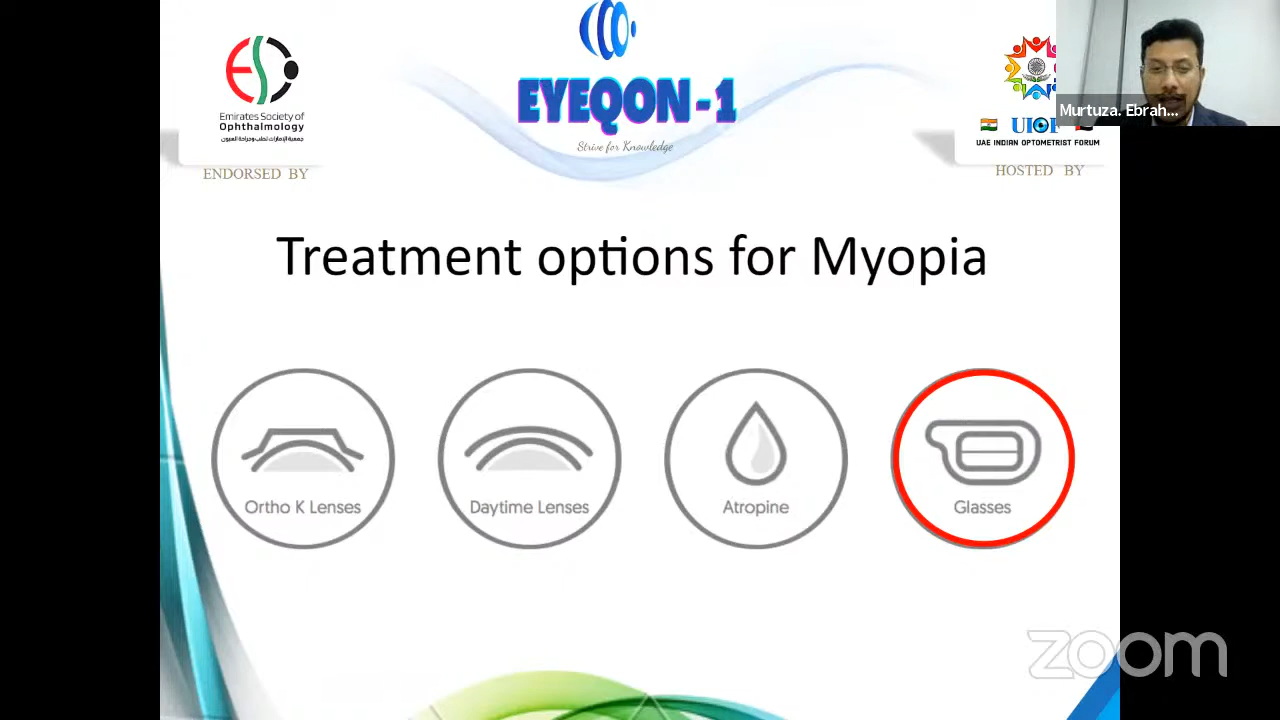 Emirates Society of
Ophthalmology
جمعية الإمارات لطب وجراحة العيون
ENDORSED BY
EYEQON-1
Strive for Knowledge
Murtuza. Ebrah...
UAE INDIAN OPTOMETRIST FORUM
HOSTED BY
Treatment options for Myopia
Ortho K Lenses
Daytime Lenses
Atropine
Glasses
zoom